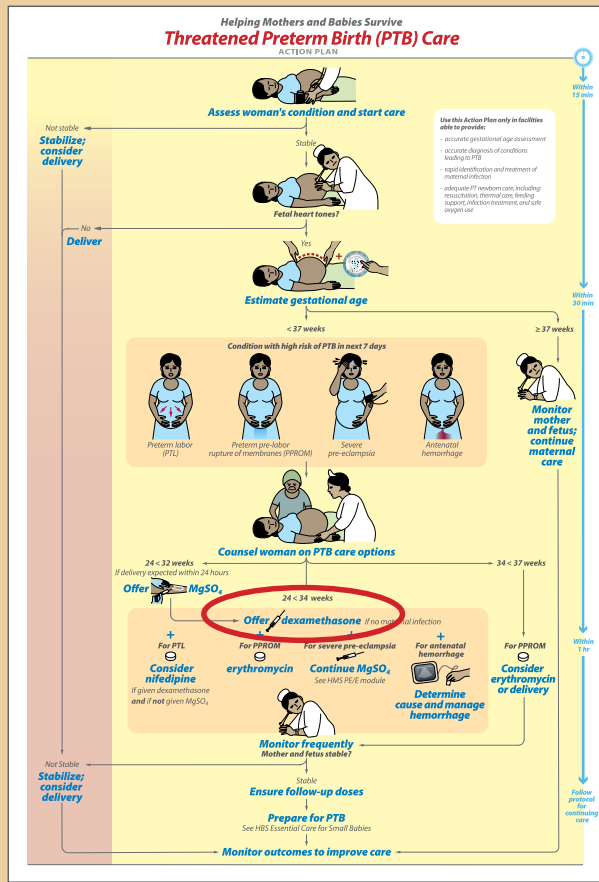 Helping Mothers and Babies Survive
Threatened Preterm Birth (PTB) Care
ACTION PLAN
Within
15 min
Assess woman's condition and start care
Use this Action Plan only in facilities
able to provide:
- accurate gestational age assessment
- accurate diagnosis of conditions
leading to PTB
- rapid identification and treatment of
maternal infection
- adequate PT newborn care, including:
resuscitation, thermal care, feeding
support, infection treatment, and safe
oxygen use
Not stable
Stabilize;
consider
delivery
Stable
Fetal heart tones?
No
Deliver
Yes
+
Estimate gestational age
Within
30 min
< 37 weeks
≥ 37 weeks
Condition with high risk of PTB in next 7 days
Preterm labor
(PTL)
Preterm pre-labor
rupture of membranes (PPROM)
Severe
pre-eclampsia
Antenatal
hemorrhage
Monitor
mother
and fetus;
continue
maternal
care
Counsel woman on PTB care options
24 < 32 weeks
If delivery expected within 24 hours
Offer MgSO₄
34 < 37 weeks
24 < 34 weeks
Offer dexamethasone If no maternal infection
Within
1 hr
+
For PTL
Consider
nifedipine
If given dexamethasone
and if not given MgSO₄
+
For PPROM
erythromycin
+
For severe pre-eclampsia
Continue MgSO₄
See HMS PE/E module
+
For antenatal
hemorrhage
Determine
cause and manage
hemorrhage
For PPROM
Consider
erythromycin
or delivery
Monitor frequently
Mother and fetus stable?
Not Stable
Stabilize;
consider
delivery
Stable
Ensure follow-up doses
Follow
protocol
for
continuing
care
Prepare for PTB
See HBS Essential Care for Small Babies
Monitor outcomes to improve care